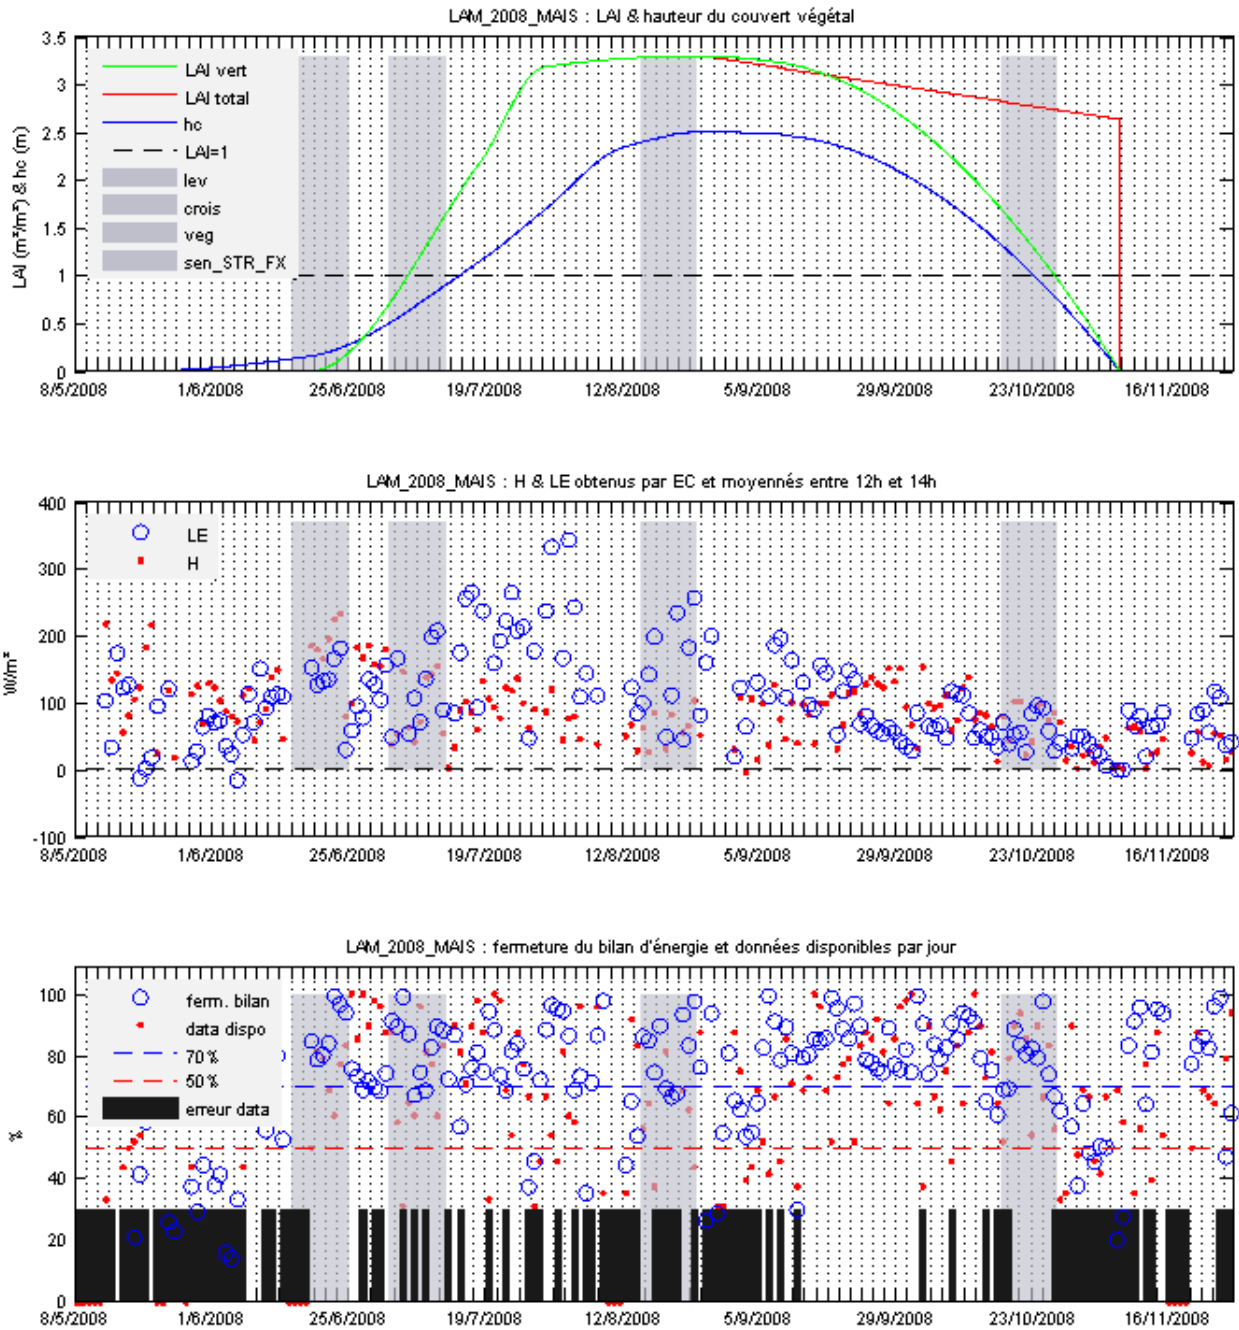 LAM_2008_MAIS : LAI & hauteur du couvert végétal
LAI (m²/m²) & hc (m)
3.5
3
2.5
2
1.5
1
0.5
0
LAI vert
LAI total
hc
LAI=1
lev
crois
veg
sen_STR_FX
8/5/2008 1/6/2008 25/6/2008 19/7/2008 12/8/2008 5/9/2008 29/9/2008 23/10/2008 16/11/2008
LAM_2008_MAIS : H & LE obtenus par EC et moyennés entre 12h et 14h
W/m²
400
300
200
100
0
-100
LE
H
8/5/2008 1/6/2008 25/6/2008 19/7/2008 12/8/2008 5/9/2008 29/9/2008 23/10/2008 16/11/2008
LAM_2008_MAIS : fermeture du bilan d'énergie et données disponibles par jour
%
100
80
60
40
20
0
ferm. bilan
data dispo
70 %
50 %
erreur data
8/5/2008 1/6/2008 25/6/2008 19/7/2008 12/8/2008 5/9/2008 29/9/2008 23/10/2008 16/11/2008